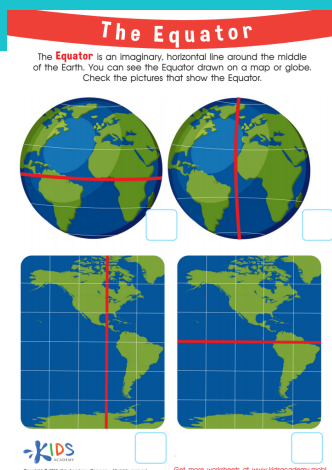 The Equator
The Equator is an imaginary, horizontal line around the middle
of the Earth. You can see the Equator drawn on a map or globe.
Check the pictures that show the Equator.
KIDS
ACADEMY
Get more worksheets at www.kidsacademy.mobi